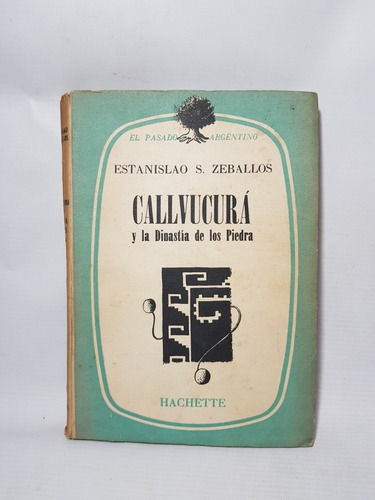 EL PASADO ARGENTINO
ESTANISLAO S. ZEBALLOS
CALLVUCURÁ
y la Dinastía de los Piedra
HACHETTE